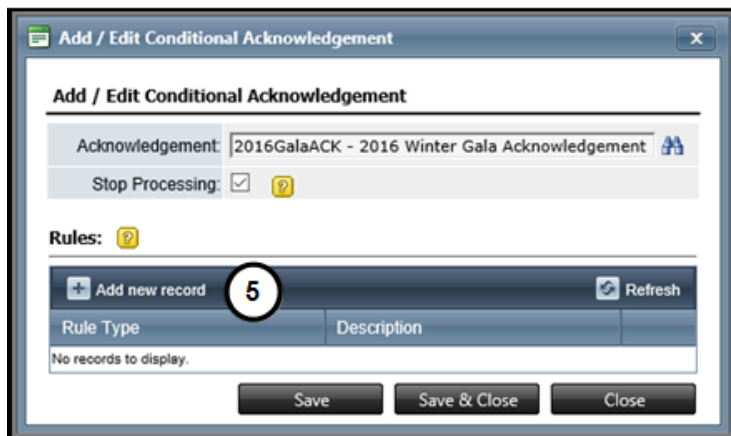 Add / Edit Conditional Acknowledgement
x
Add / Edit Conditional Acknowledgement
Acknowledgement: 2016GalaACK - 2016 Winter Gala Acknowledgement
Stop Processing: ?
Rules: ?
+ Add new record 5 Refresh
Rule Type Description
No records to display.
Save Save & Close Close